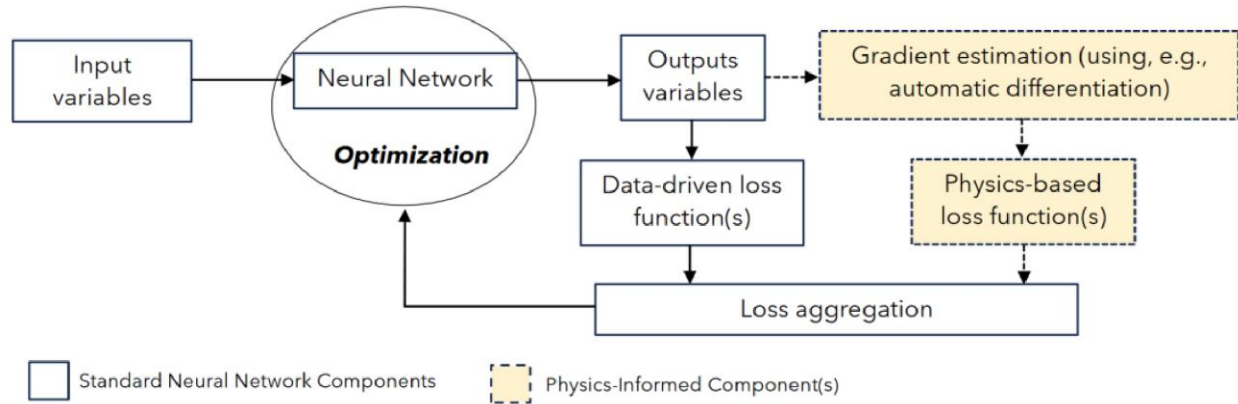 Input
variables
Neural Network
Optimization
Outputs
variables
Gradient estimation (using, e.g.,
automatic differentiation)
Data-driven loss
function(s)
Physics-based
loss function(s)
Loss aggregation
Standard Neural Network Components
Physics-Informed Component(s)